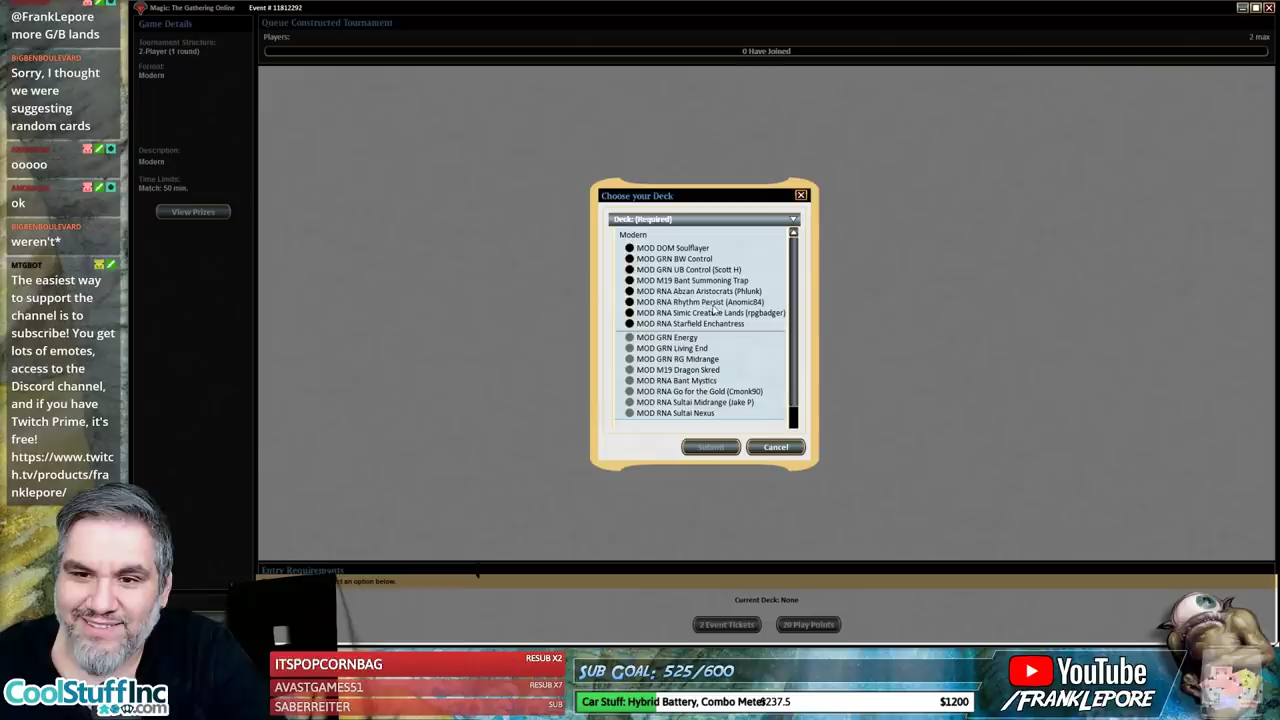 @FrankLepore
more G/B lands
BIGBENBOULEVARD
Sorry, I thought
we were
suggesting
random cards
ooooo
ok
BIGBENBOULEVARD
weren't*
MTGBOT
The easiest way
to support the
channel is to
subscribe! You get
lots of emotes,
access to the
Discord channel,
and if you have
Twitch Prime, it's
free!
https://www.twitc
h.tv/products/fra
nklepore/
Magic: The Gathering Online
Event # 11812292
Game Details
Tournament Structure:
2-Player (1 round)
Format:
Modern
Description:
Modern
Time Limits:
Match: 50 min.
View Prizes
Queue Constructed Tournament
Players:
2 max
0 Have Joined
Choose your Deck
Deck: (Required)
Modern
MOD DOM Soulflayer
MOD GRN BW Control
MOD GRN UB Control (Scott H)
MOD M19 Bant Summoning Trap
MOD RNA Abzan Aristocrats (Phlunk)
MOD RNA Rhythm Persist (Anomic84)
MOD RNA Simic Creature Lands (rpgbadger)
MOD RNA Starfield Enchantress
MOD GRN Energy
MOD GRN Living End
MOD GRN RG Midrange
MOD M19 Dragon Skred
MOD RNA Bant Mystics
MOD RNA Go for the Gold (Cmonk90)
MOD RNA Sultai Midrange (Jake P)
MOD RNA Sultai Nexus
Submit
Cancel
Entry Requirements
an option below.
Current Deck: None
2 Event Tickets
20 Play Points
ITSPOPCORNBAG
RESUB X2
AVASTGAMES51
RESUB X7
SABERREITER
SUB
SUB GOAL: 525/600
Car Stuff: Hybrid Battery, Combo Meter
$237.5
$1200
YouTube
/FRANKLEPORE
CoolStuffInc
.com